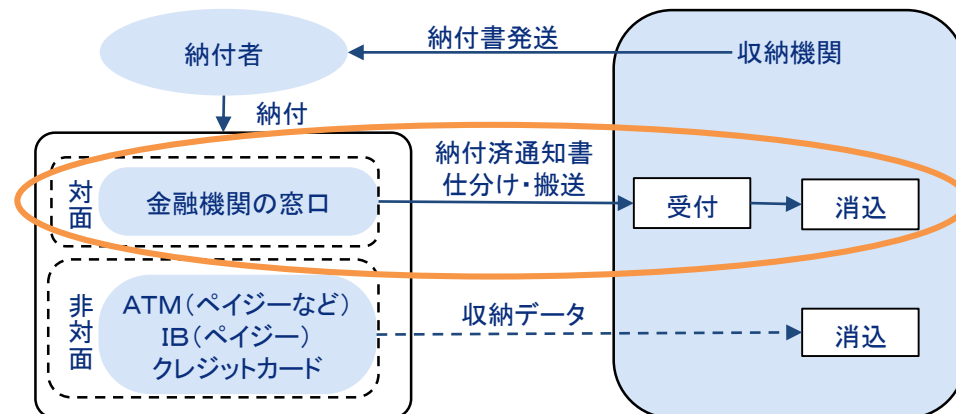 納付者
納付書発送
収納機関
納付
対面
金融機関の窓口
納付済通知書
仕分け・搬送
受付
消込
非対面
ATM(ペイジーなど)
IB(ペイジー)
クレジットカード
収納データ
消込